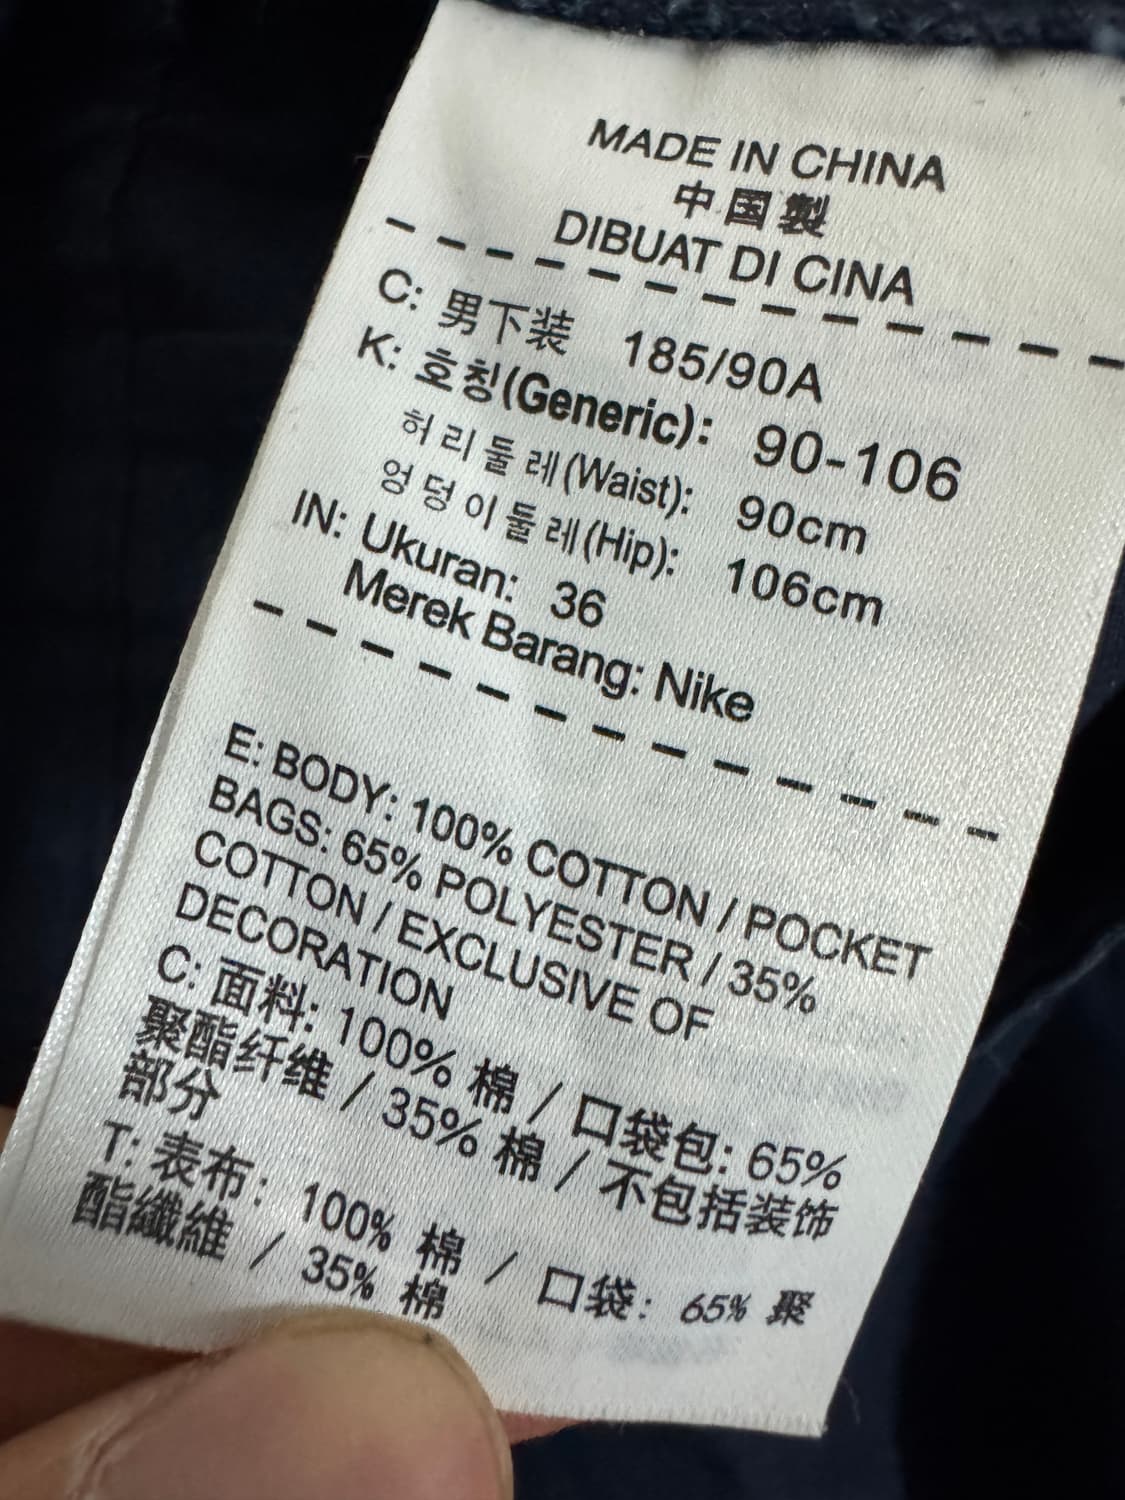 MADE IN CHINA
中国製
DIBUAT DI CINA
C: 男下装 185/90A
K: 호칭(Generic): 90-106
허리둘레(Waist): 90cm
엉덩이둘레(Hip): 106cm
IN: Ukuran: 36
Merek Barang: Nike
E: BODY: 100% COTTON / POCKET
BAGS: 65% POLYESTER / 35%
COTTON / EXCLUSIVE OF
DECORATION
C: 面料: 100% 棉 / 口袋包: 65%
聚酯纤维 / 35% 棉 / 不包括装饰
部分
T: 表布: 100% 棉 / 口袋: 65% 聚
酯纖維 / 35% 棉